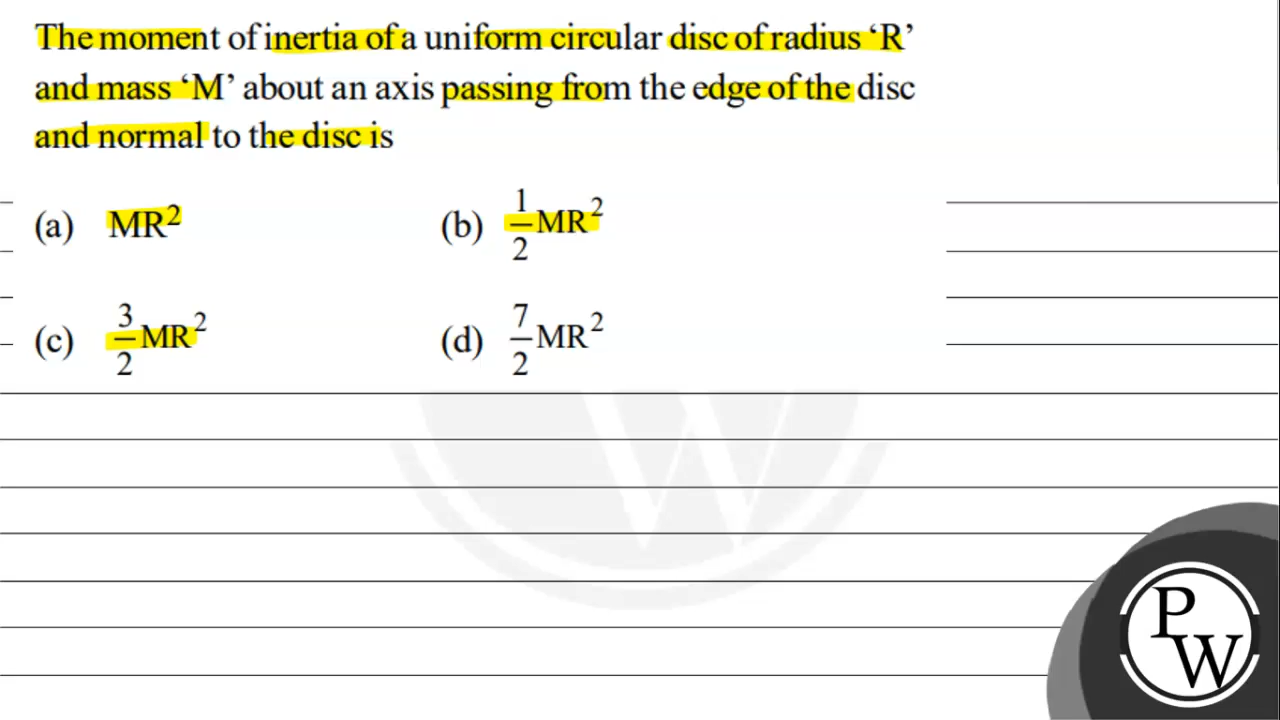 The moment of inertia of a uniform circular disc of radius ‘R’
and mass ‘M’ about an axis passing from the edge of the disc
and normal to the disc is
(a) MR² (b) 1/2 MR²
(c) 3/2 MR² (d) 7/2 MR²
P
W